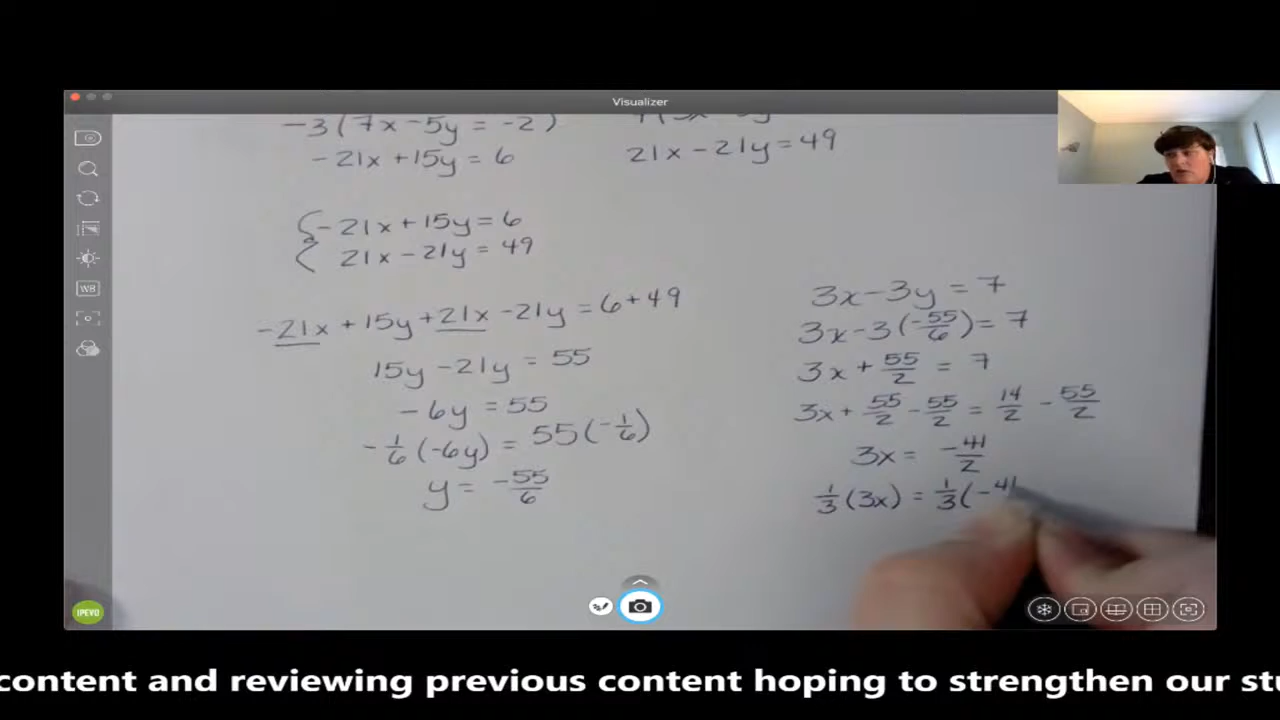 Visualizer
-3(7x-5y = -2)
-21x+15y = 6
21x-21y = 49
-21x+15y = 6
21x-21y = 49
-21x+15y+21x-21y = 6+49
15y-21y = 55
-6y = 55
-1/6(-6y) = 55(-1/6)
y = -55/6
3x-3y = 7
3x-3(-55/6) = 7
3x+55/2 = 7
3x+55/2-55/2 = 14/2-55/2
3x = -41/2
1/3(3x) = 1/3(-41
WB
IPEVO
content and reviewing previous content hoping to strengthen our